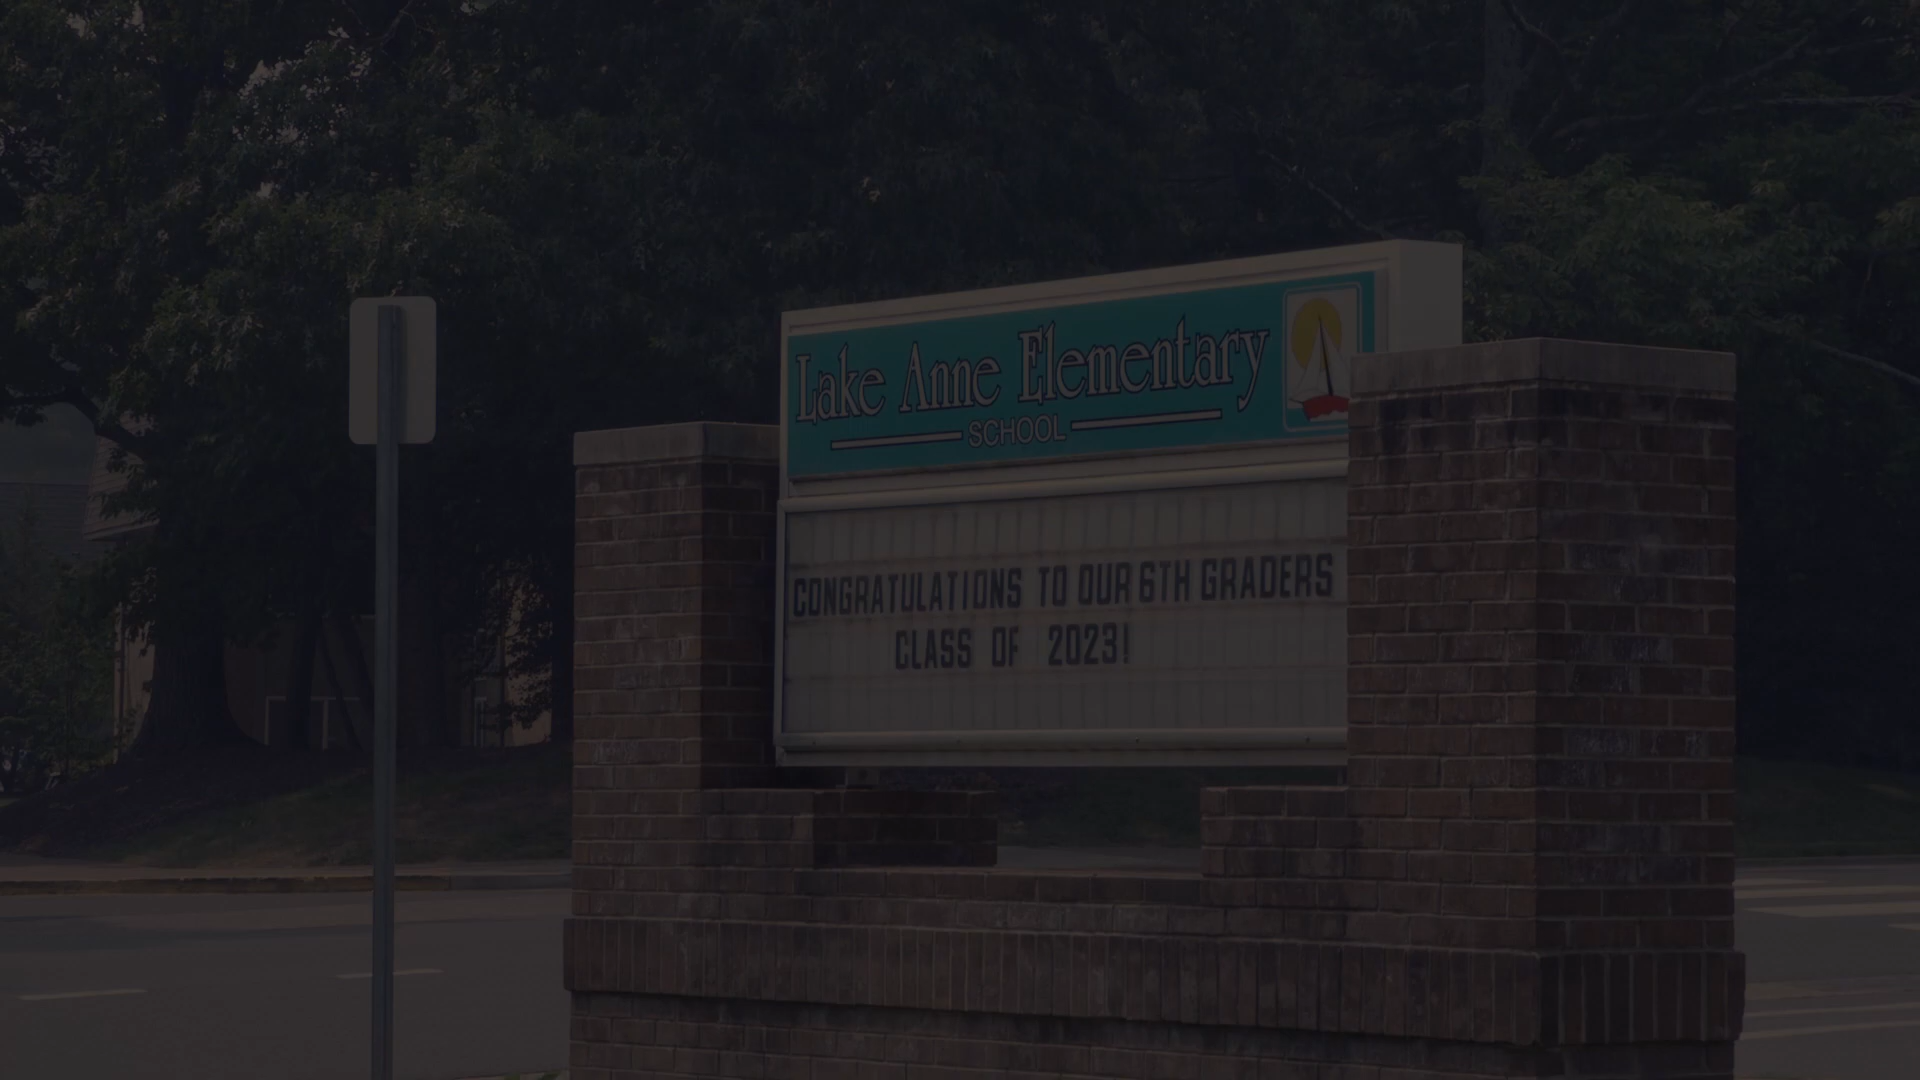 Lake Anne Elementary
SCHOOL
CONGRATULATIONS TO OUR 6TH GRADERS
CLASS OF 2023!